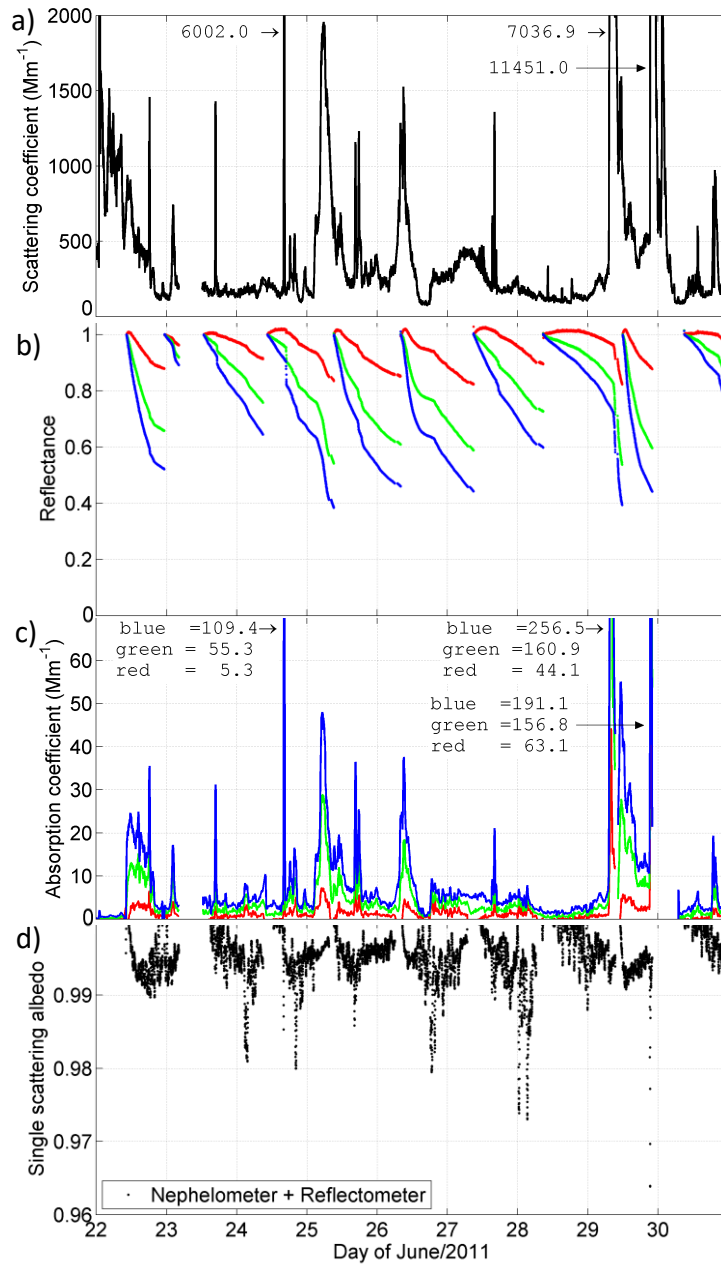 a)
Scattering coefficient (Mm-1)
2000
1500
1000
500
0
6002.0 →
7036.9 →
11451.0
b)
Reflectance
1
0.8
0.6
0.4
0.2
0
c)
Absorption coefficient (Mm-1)
60
50
40
30
20
10
0
blue =109.4→
green = 55.3
red = 5.3
blue =256.5→
green =160.9
red = 44.1
blue =191.1
green =156.8
red = 63.1
d)
Single scattering albedo
0.99
0.98
0.97
0.96
Nephelometer + Reflectometer
22 23 24 25 26 27 28 29 30
Day of June/2011